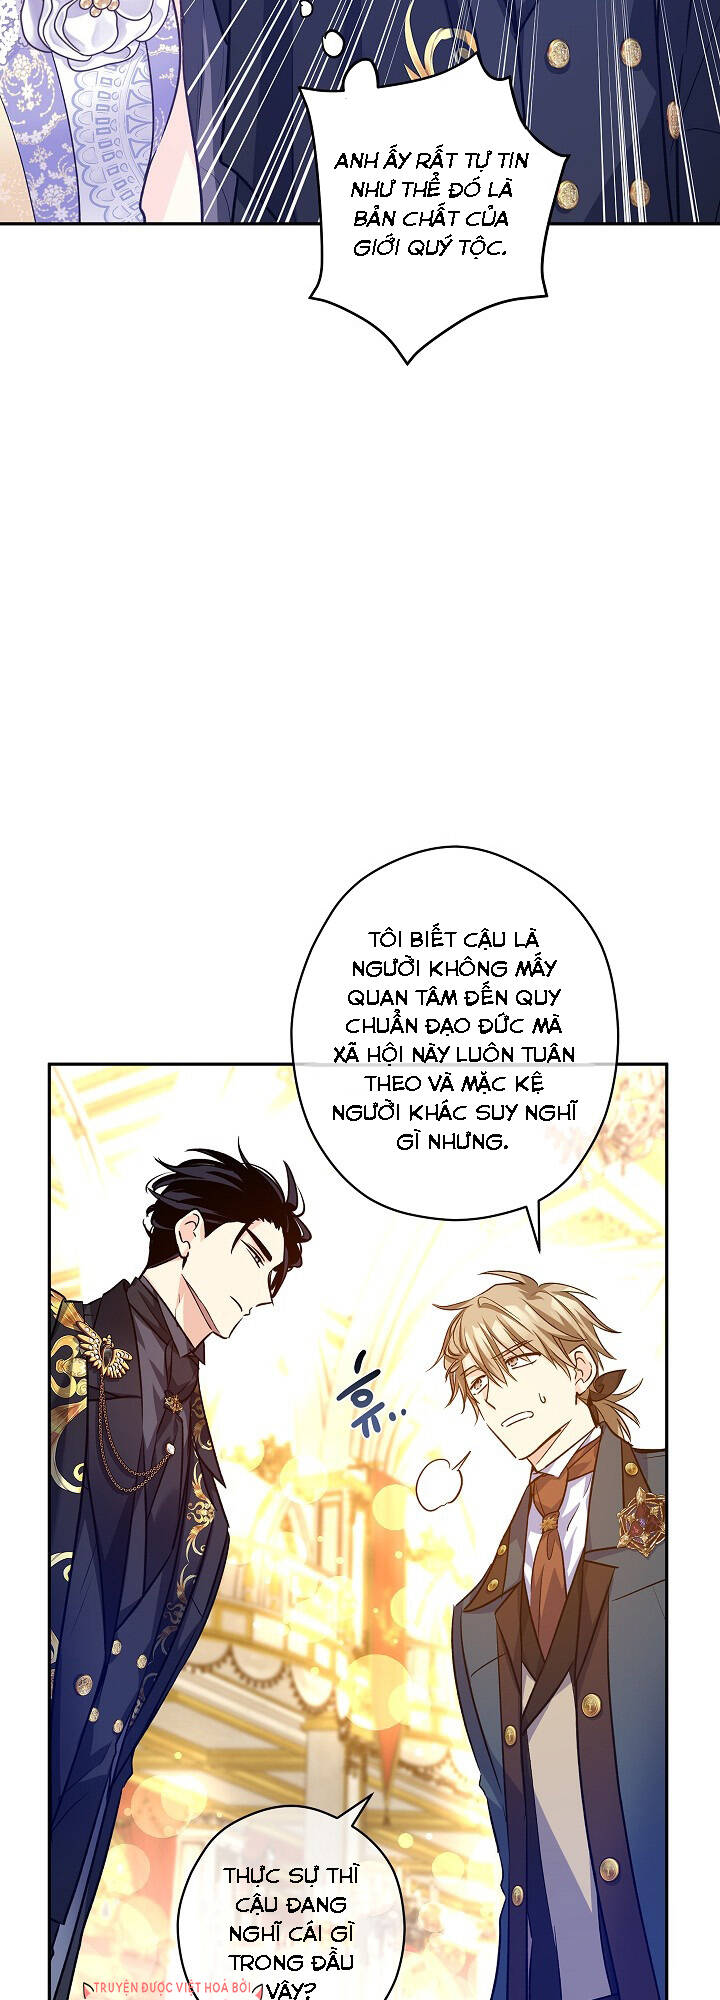 ANH ẤY RẤT TỰ TIN
NHƯ THỂ ĐÓ LÀ
BẢN CHẤT CỦA
GIỚI QUÝ TỘC.
TÔI BIẾT CẬU LÀ
NGƯỜI KHÔNG MẤY
QUAN TÂM ĐẾN QUY
CHUẨN ĐẠO ĐỨC MÀ
XÃ HỘI NÀY LUÔN TUÂN
THEO VÀ MẶC KỆ
NGƯỜI KHÁC SUY NGHĨ
GÌ NHƯNG.
휴..
THỰC SỰ THÌ
CẬU ĐANG
NGHĨ CÁI GÌ
TRONG ĐẦU
VẬY?
TRUYỆN ĐƯỢC VIỆT HOÁ BỞI